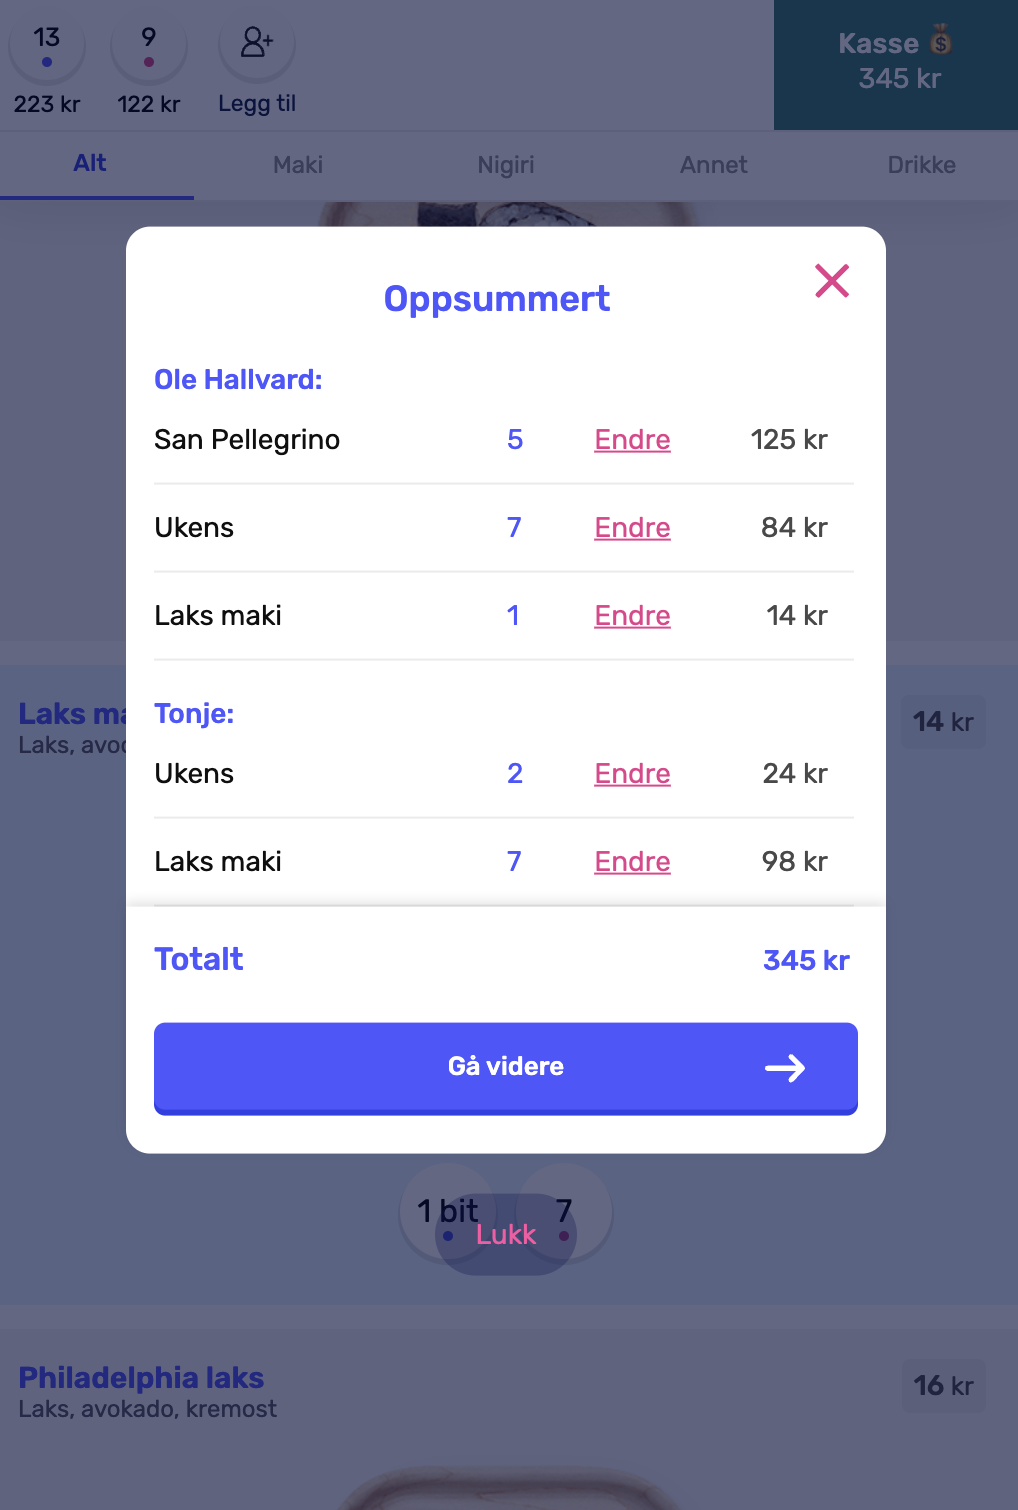 13
9
223 kr
122 kr
Legg til
Kasse 💰
345 kr
Alt
Maki
Nigiri
Annet
Drikke
Oppsummert
Ole Hallvard:
San Pellegrino 5 Endre 125 kr
Ukens 7 Endre 84 kr
Laks maki 1 Endre 14 kr
Tonje:
Ukens 2 Endre 24 kr
Laks maki 7 Endre 98 kr
Totalt 345 kr
Gå videre
Laks
Laks,
14 kr
1 bit
7
Lukk
Philadelphia laks
Laks, avokado, kremost
16 kr